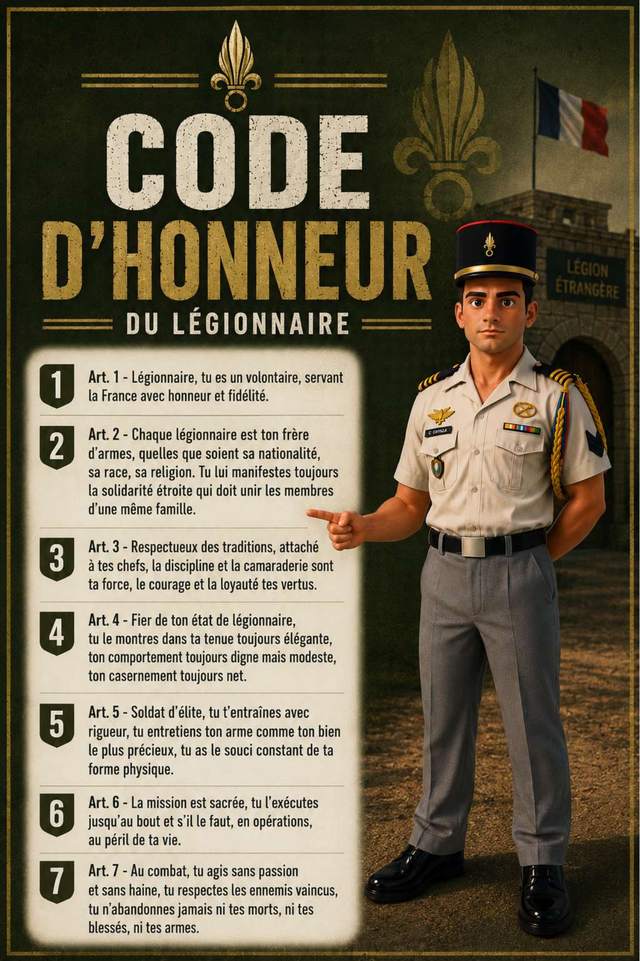 CODE
D'HONNEUR
DU LÉGIONNAIRE
LÉGION
ÉTRANGÈRE
1
Art. 1 - Légionnaire, tu es un volontaire, servant
la France avec honneur et fidélité.
2
Art. 2 - Chaque légionnaire est ton frère
d'armes, quelles que soient sa nationalité,
sa race, sa religion. Tu lui manifestes toujours
la solidarité étroite qui doit unir les membres
d'une même famille.
3
Art. 3 - Respectueux des traditions, attaché
à tes chefs, la discipline et la camaraderie sont
ta force, le courage et la loyauté tes vertus.
4
Art. 4 - Fier de ton état de légionnaire,
tu le montres dans ta tenue toujours élégante,
ton comportement toujours digne mais modeste,
ton casernement toujours net.
5
Art. 5 - Soldat d'élite, tu t'entraînes avec
rigueur, tu entretiens ton arme comme ton bien
le plus précieux, tu as le souci constant de ta
forme physique.
6
Art. 6 - La mission est sacrée, tu l'exécutes
jusqu'au bout et s'il le faut, en opérations,
au péril de ta vie.
7
Art. 7 - Au combat, tu agis sans passion
et sans haine, tu respectes les ennemis vaincus,
tu n'abandonnes jamais ni tes morts, ni tes
blessés, ni tes armes.